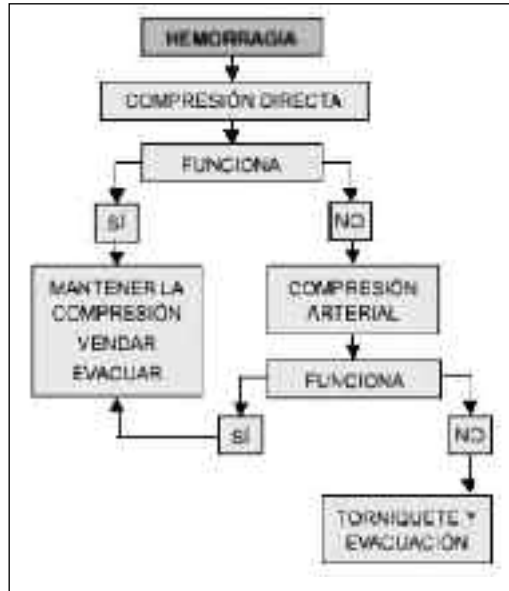 HEMORRAGIA
COMPRESIÓN DIRECTA
FUNCIONA
SÍ
NO
MANTENER LA
COMPRESIÓN
VENDAR
EVACUAR
COMPRESIÓN
ARTERIAL
FUNCIONA
SÍ
NO
TORNIQUETE Y
EVACUACIÓN